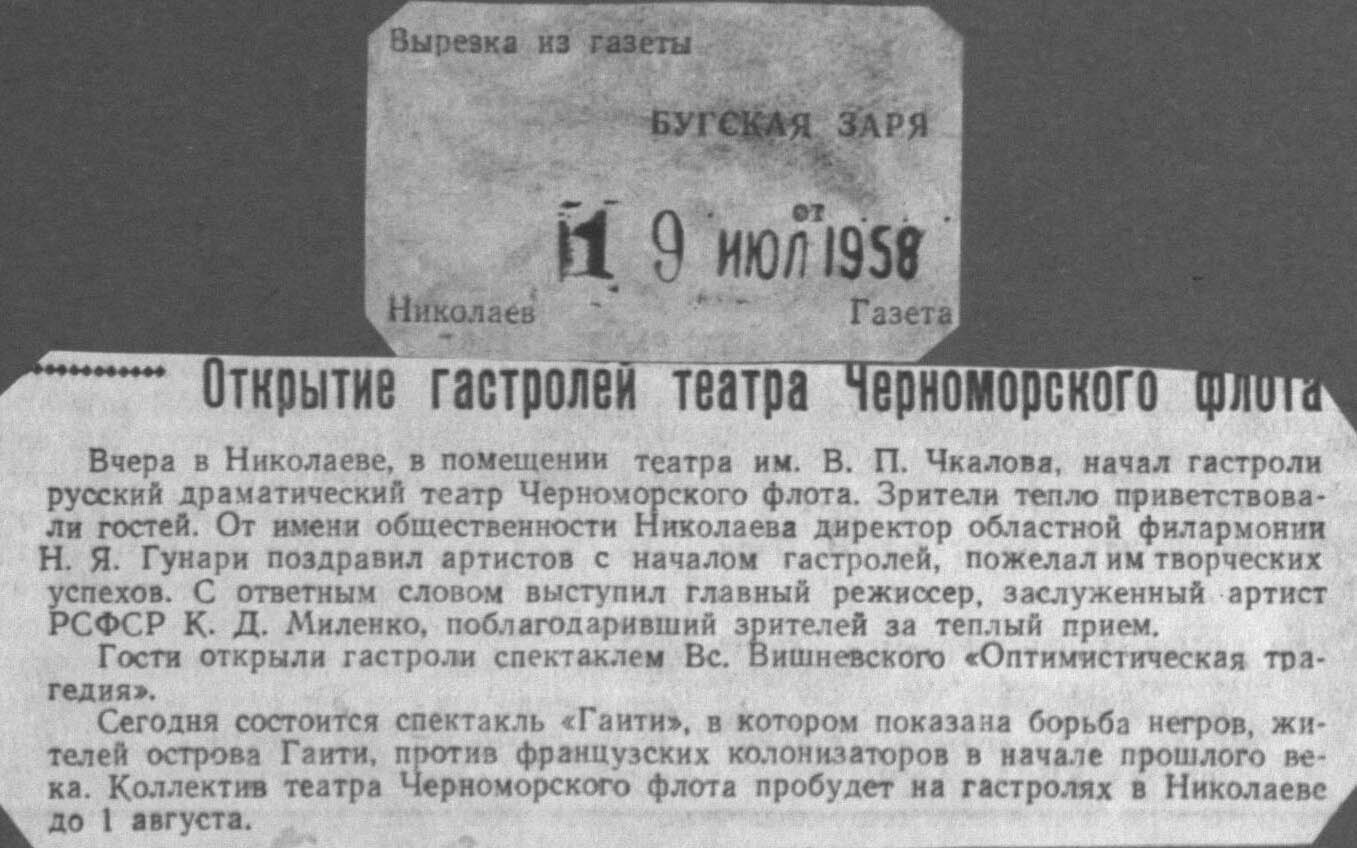 Вырезка из газеты
БУГСКАЯ ЗАРЯ
от
19 ИЮЛ 1958
Николаев Газета
Открытие гастролей театра Черноморского флота
Вчера в Николаеве, в помещении театра им. В. П. Чкалова, начал гастроли
русский драматический театр Черноморского флота. Зрители тепло приветствова-
ли гостей. От имени общественности Николаева директор областной филармонии
Н. Я. Гунари поздравил артистов с началом гастролей, пожелал им творческих
успехов. С ответным словом выступил главный режиссер, заслуженный артист
РСФСР К. Д. Миленко, поблагодаривший зрителей за теплый прием.
Гости открыли гастроли спектаклем Вс. Вишневского «Оптимистическая тра-
гедия».
Сегодня состоится спектакль «Гаити», в котором показана борьба негров, жи-
телей острова Гаити, против французских колонизаторов в начале прошлого ве-
ка. Коллектив театра Черноморского флота пробудет на гастролях в Николаеве
до 1 августа.